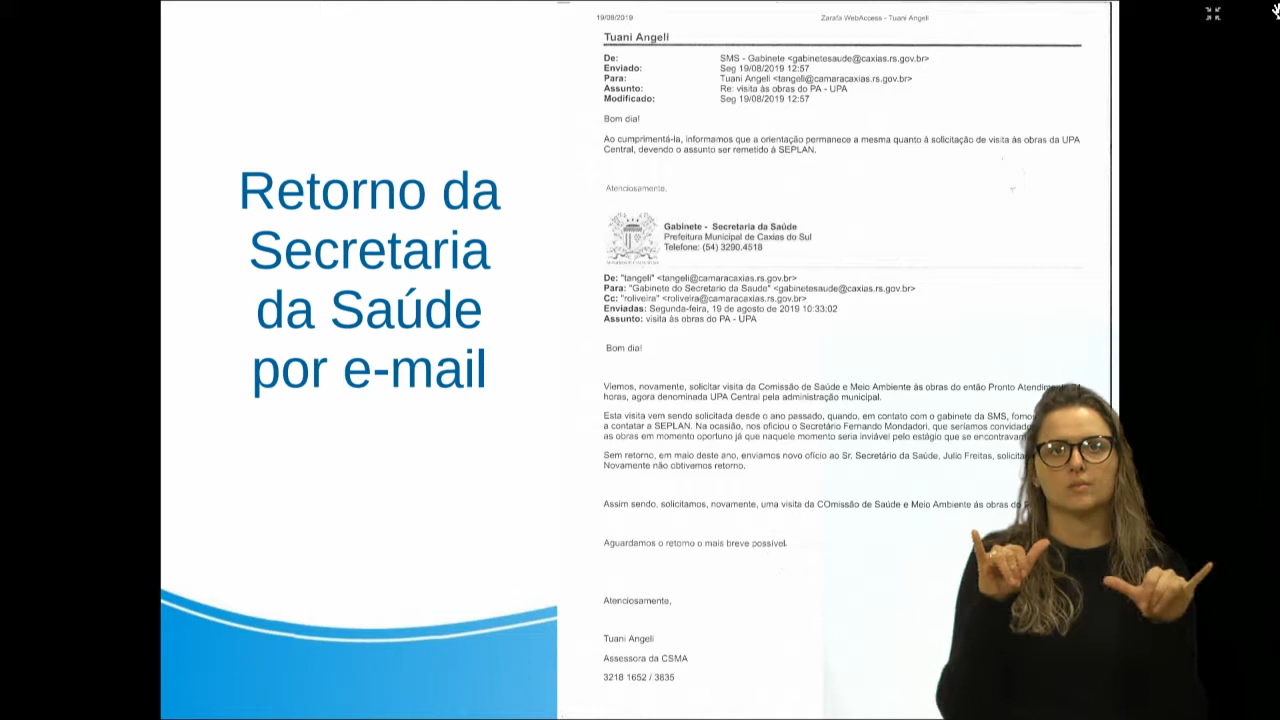 Retorno da
Secretaria
da Saúde
por e-mail
19/08/2019 Zarafa WebAccess - Tuani Angeli
Tuani Angeli
De: SMS - Gabinete <gabinetesaude@caxias.rs.gov.br>
Enviado: Seg 19/08/2019 12:57
Para: Tuani Angeli <tangeli@camaracaxias.rs.gov.br>
Assunto: Re: visita às obras do PA - UPA
Modificado: Seg 19/08/2019 12:57
Bom dia!
Ao cumprimentá-la, informamos que a orientação permanece a mesma quanto à solicitação de visita às obras da UPA
Central, devendo o assunto ser remetido à SEPLAN.
Atenciosamente,
Gabinete - Secretaria da Saúde
Prefeitura Municipal de Caxias do Sul
Telefone: (54) 3290.4518
De: "tangeli" <tangeli@camaracaxias.rs.gov.br>
Para: "Gabinete do Secretario da Saude" <gabinetesaude@caxias.rs.gov.br>
Cc: "roliveira" <roliveira@camaracaxias.rs.gov.br>
Enviadas: Segunda-feira, 19 de agosto de 2019 10:33:02
Assunto: visita às obras do PA - UPA
Bom dia!
Viemos, novamente, solicitar visita da Comissão de Saúde e Meio Ambiente às obras do então Pronto
horas, agora denominada UPA Central pela administração municipal.
Esta visita vem sendo solicitada desde o ano passado, quando, em contato com o gabinete da SMS,
a contatar a SEPLAN. Na ocasião, nos oficiou o Secretário Fernando Mondadori, que seriamos
as obras em momento oportuno já que naquele momento seria inviável pelo estágio que se
Sem retorno, em maio deste ano, enviamos novo ofício ao Sr. Secretário da Saúde, Julio Freitas,
Novamente não obtivemos retorno.
Assim sendo, solicitamos, novamente, uma visita da COmissão de Saúde e Meio Ambiente às obras
Aguardamos o retorno o mais breve possível.
Atenciosamente,
Tuani Angeli
Assessora da CSMA
3218 1652 / 3835